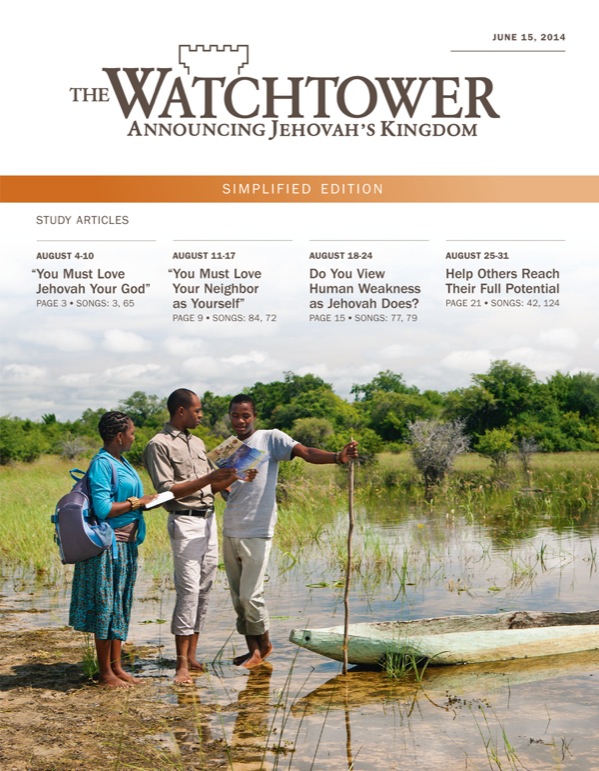 JUNE 15, 2014
THE WATCHTOWER
ANNOUNCING JEHOVAH'S KINGDOM
SIMPLIFIED EDITION
STUDY ARTICLES
AUGUST 4-10
“You Must Love
Jehovah Your God”
PAGE 3 • SONGS: 3, 65
AUGUST 11-17
“You Must Love
Your Neighbor
as Yourself”
PAGE 9 • SONGS: 84, 72
AUGUST 18-24
Do You View
Human Weakness
as Jehovah Does?
PAGE 15 • SONGS: 77, 79
AUGUST 25-31
Help Others Reach
Their Full Potential
PAGE 21 • SONGS: 42, 124